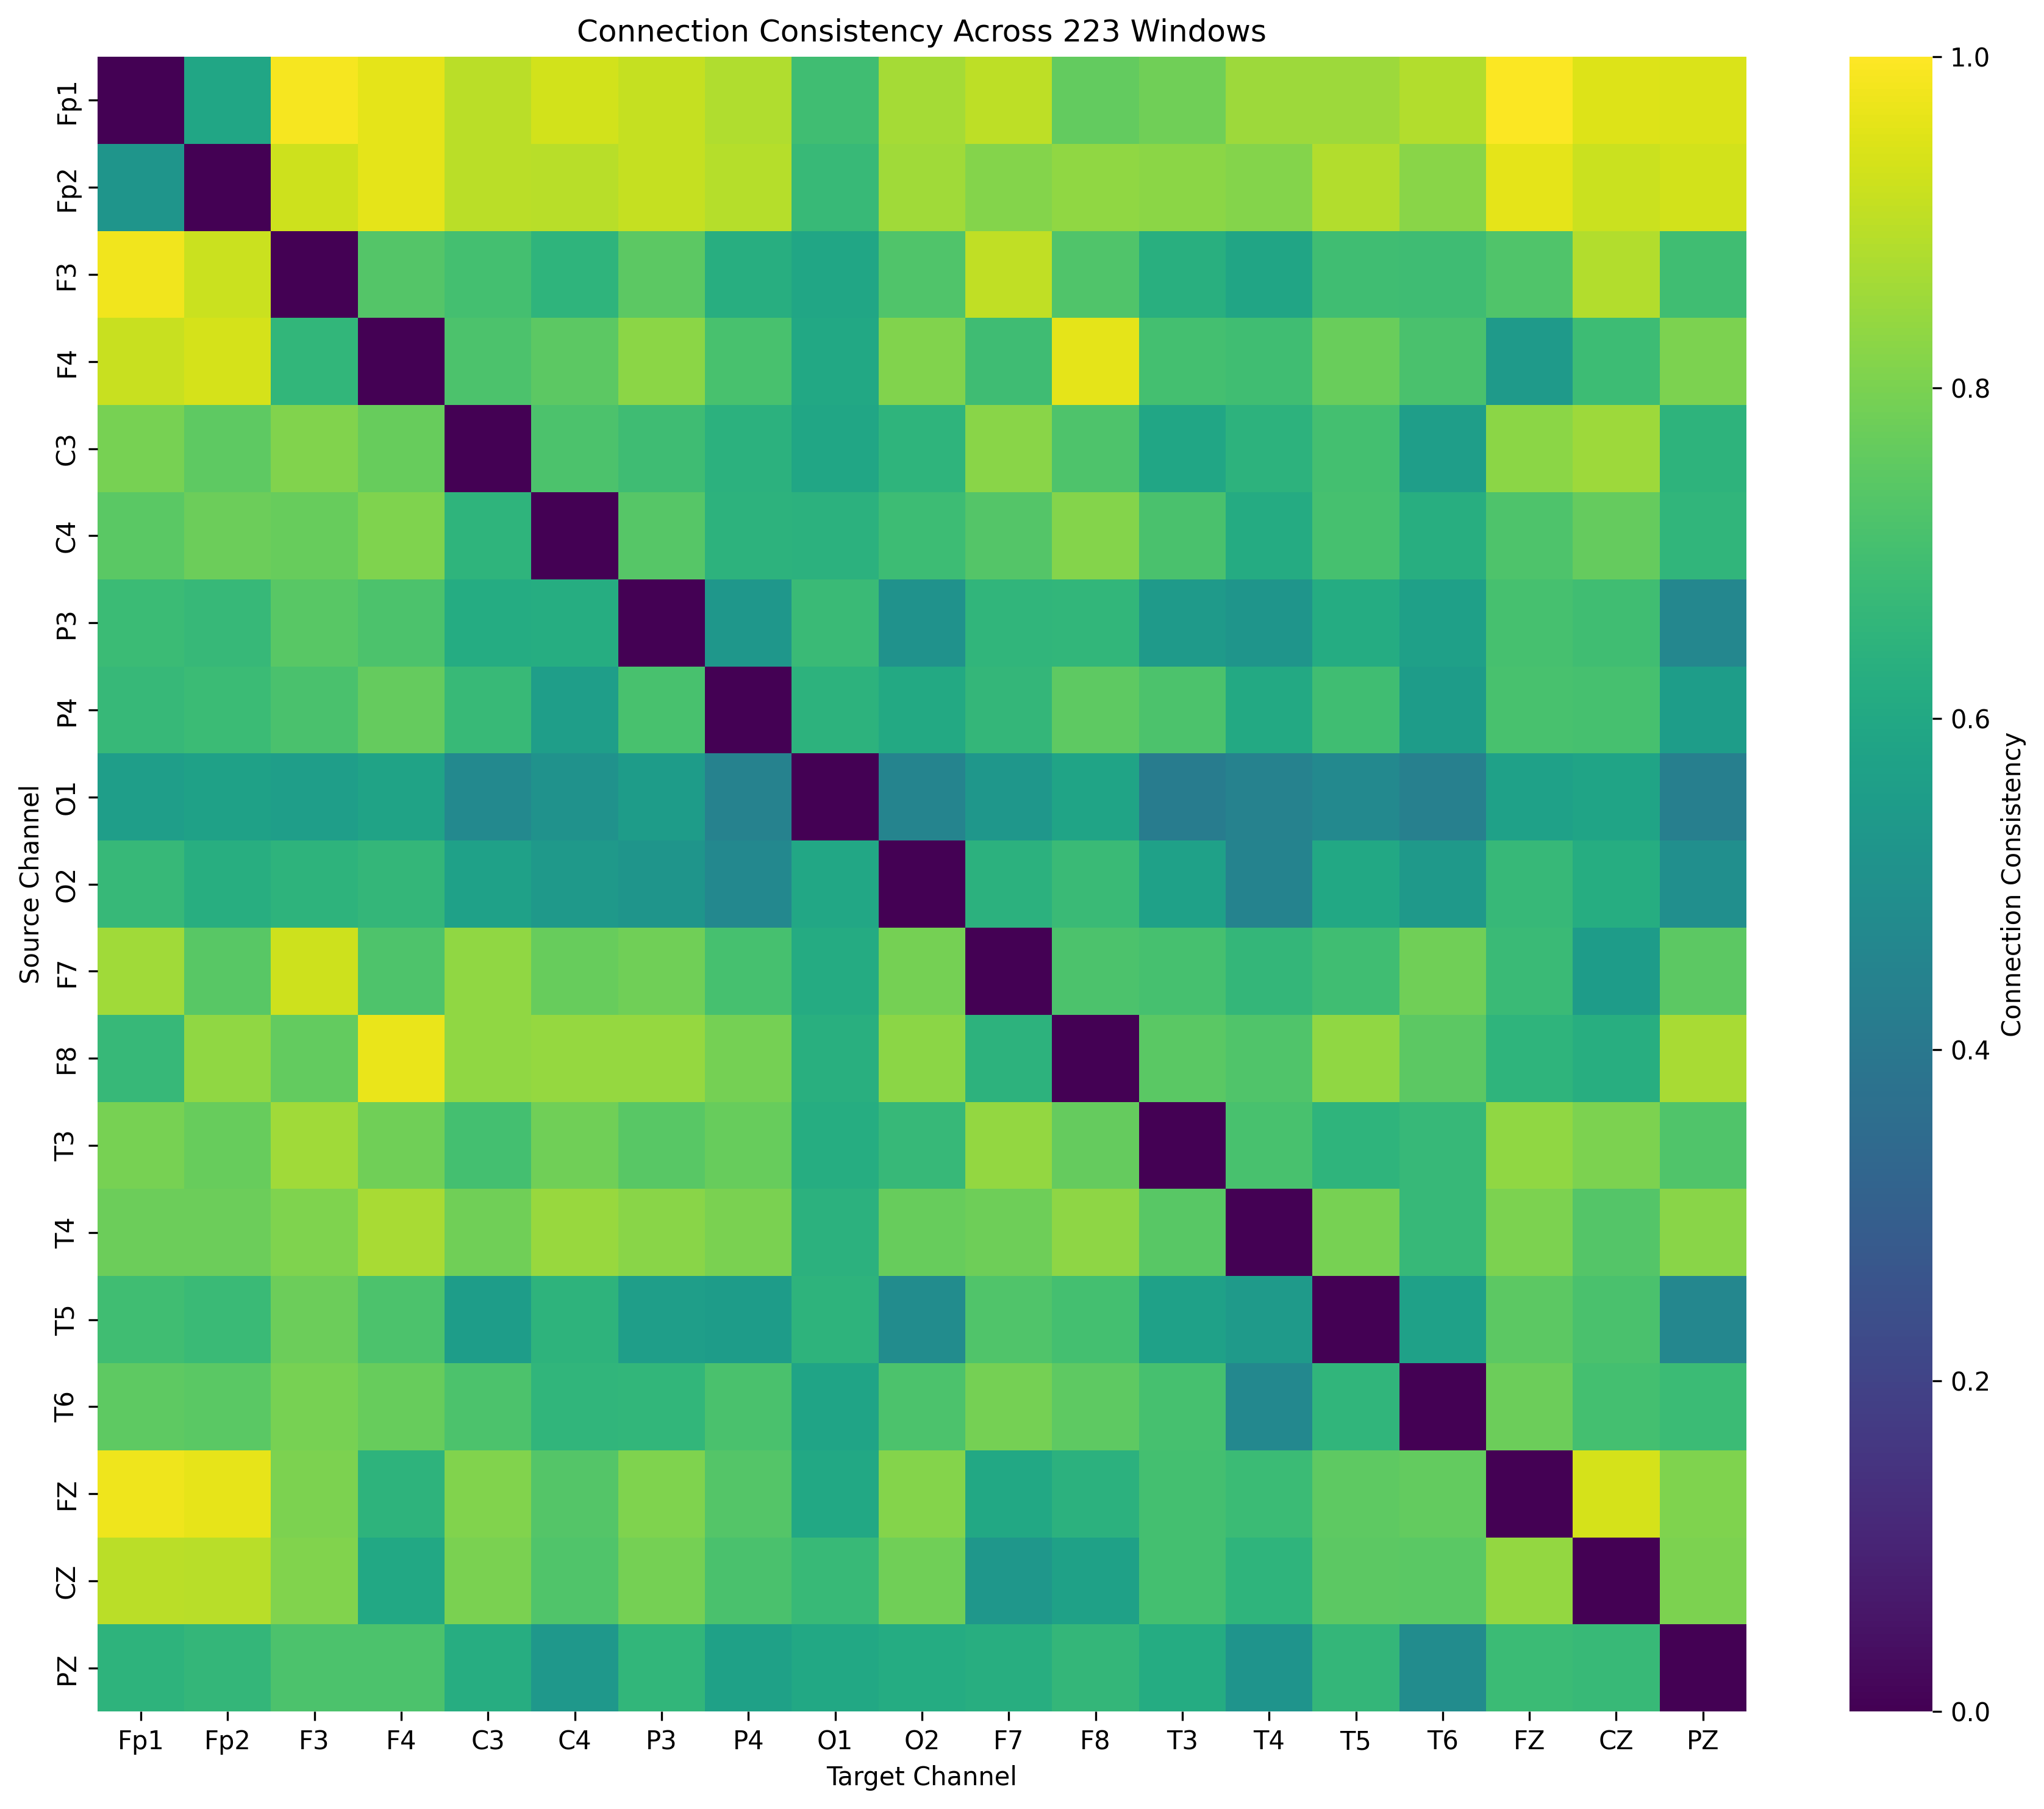 Connection Consistency Across 223 Windows
Source Channel
Fp1
Fp2
F3
F4
C3
C4
P3
P4
O1
O2
F7
F8
T3
T4
T5
T6
FZ
CZ
PZ
Fp1 Fp2 F3 F4 C3 C4 P3 P4 O1 O2 F7 F8 T3 T4 T5 T6 FZ CZ PZ
Target Channel
1.0
0.8
0.6
0.4
0.2
0.0
Connection Consistency